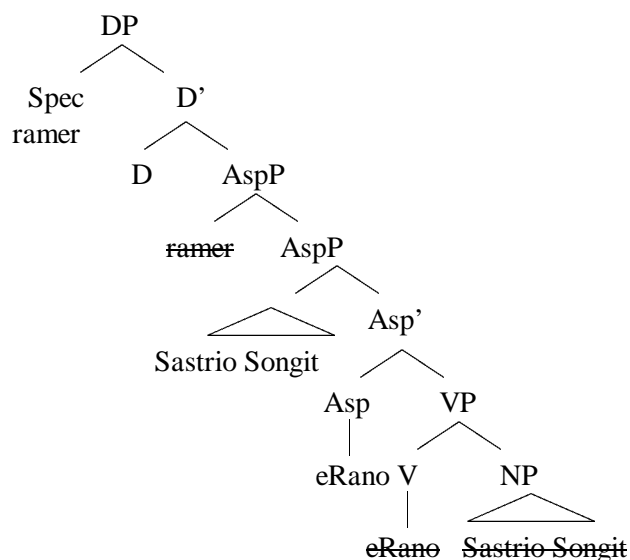 DP
Spec D’
ramer
D AspP
ramer AspP
Asp’
Sastrio Songit
Asp VP
eRano V NP
eRano Sastrio Songit